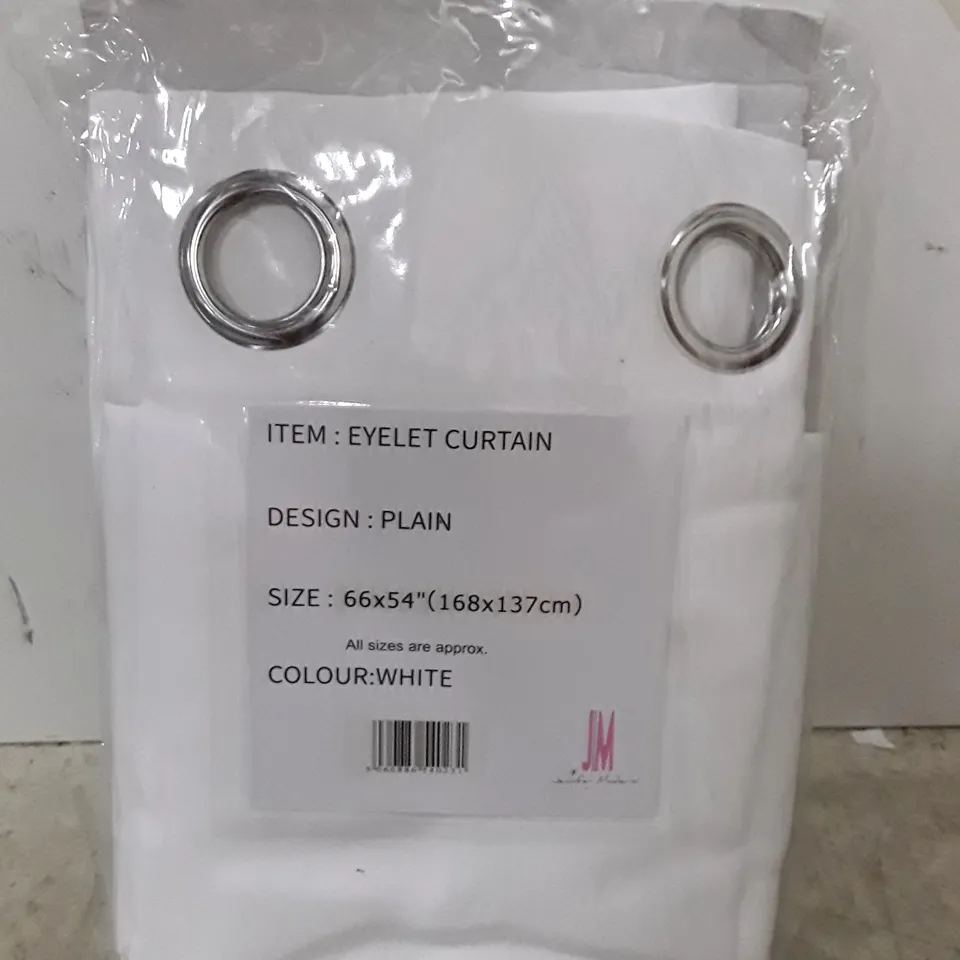 ITEM : EYELET CURTAIN
DESIGN : PLAIN
SIZE : 66x54"(168x137cm)
All sizes are approx.
COLOUR:WHITE
JM